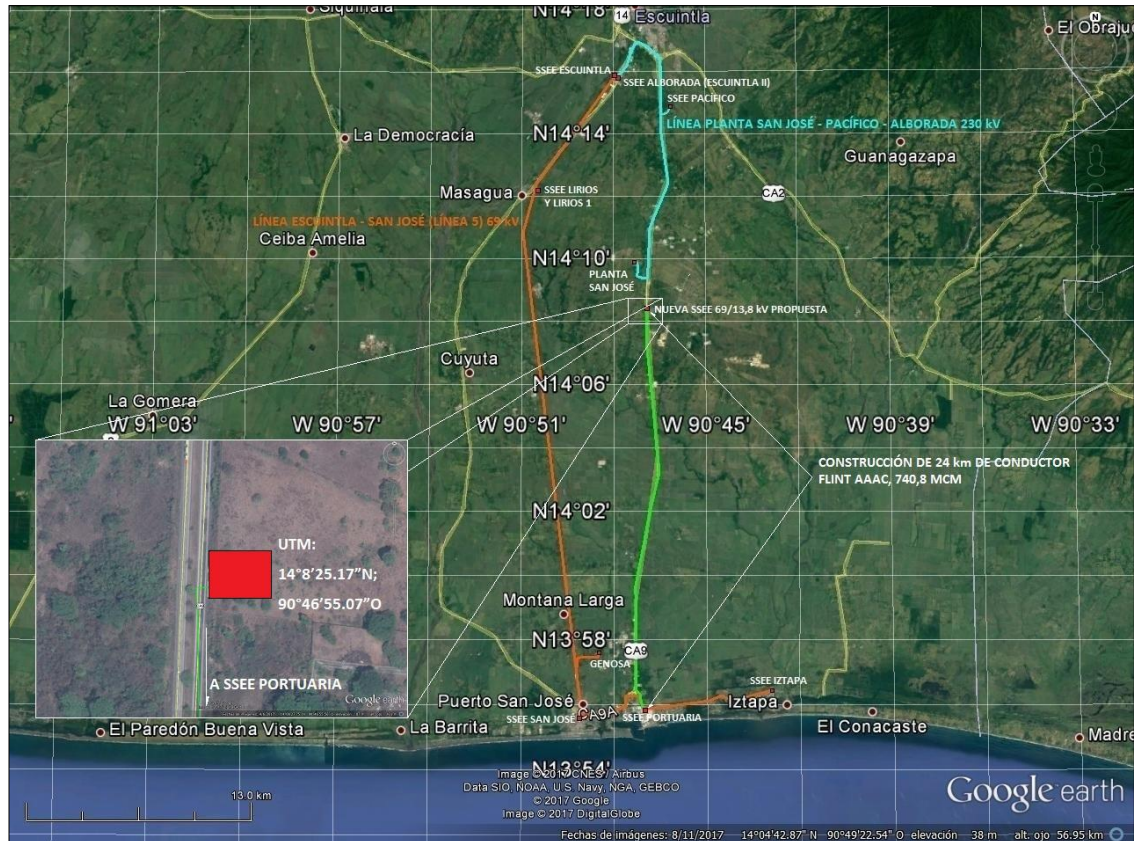 N14°18'
Siquinalá
14
Escuintla
El Obrajuelo
N
SSEE ESCUINTLA
SSEE ALBORADA (ESCUINTLA II)
SSEE PACÍFICO
LÍNEA PLANTA SAN JOSÉ - PACÍFICO - ALBORADA 230 kV
La Democracía
N14°14'
Guanagazapa
Masagua
SSEE LIRIOS
Y LIRIOS 1
CA2
LÍNEA ESCUINTLA - SAN JOSÉ (LÍNEA 5) 69 kV
Ceiba Amelia
N14°10'
PLANTA
SAN JOSÉ
NUEVA SSEE 69/13,8 kV PROPUESTA
Cuyuta
N14°06'
La Gomera
W 91°03'
W 90°57'
W 90°51'
W 90°45'
W 90°39'
W 90°33'
CONSTRUCCIÓN DE 24 km DE CONDUCTOR
FLINT AAAC, 740,8 MCM
N14°02'
UTM:
14°8'25.17"N;
90°46'55.07"O
A SSEE PORTUARIA
Google earth
Montana Larga
N13°58'
GENOSA
CA9
SSEE IZTAPA
Puerto San José
CA9A
Iztapa
SSEE SAN JOSÉ
SSEE PORTUARIA
El Paredón Buena Vista
La Barrita
El Conacaste
Madre
N13°54'
Image © 2017 CNES / Airbus
Data SIO, NOAA, U.S. Navy, NGA, GEBCO
© 2017 Google
Image © 2017 DigitalGlobe
13.0 km
Google earth
Fechas de imágenes: 8/11/2017 14°04'42.87" N 90°49'22.54" O elevación 38 m alt. ojo 56.95 km